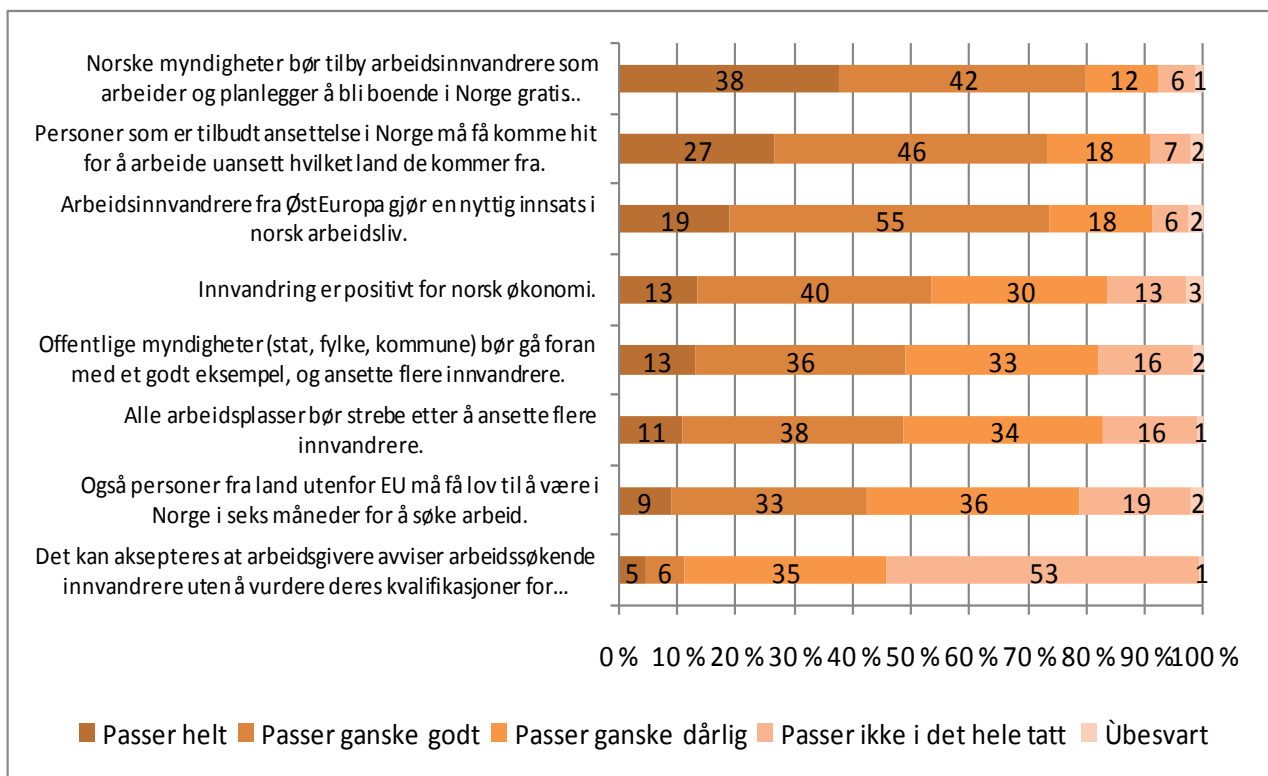 Norske myndigheter bør tilby arbeidsinnvandrere som
arbeider og planlegger å bli boende i Norge gratis..
38 42 12 6 1
Personer som er tilbudt ansettelse i Norge må få komme hit
for å arbeide uansett hvilket land de kommer fra.
27 46 18 7 2
Arbeidsinnvandrere fra ØstEuropa gjør en nyttig innsats i
norsk arbeidsliv.
19 55 18 6 2
Innvandring er positivt for norsk økonomi.
13 40 30 13 3
Offentlige myndigheter (stat, fylke, kommune) bør gå foran
med et godt eksempel, og ansette flere innvandrere.
13 36 33 16 2
Alle arbeidsplasser bør strebe etter å ansette flere
innvandrere.
11 38 34 16 1
Også personer fra land utenfor EU må få lov til å være i
Norge i seks måneder for å søke arbeid.
9 33 36 19 2
Det kan aksepteres at arbeidsgivere avviser arbeidssøkende
innvandrere uten å vurdere deres kvalifikasjoner for...
5 6 35 53 1
0 % 10 % 20 % 30 % 40 % 50 % 60 % 70 % 80 % 90 % 100 %
Passer helt Passer ganske godt Passer ganske dårlig Passer ikke i det hele tatt Ùbesvart